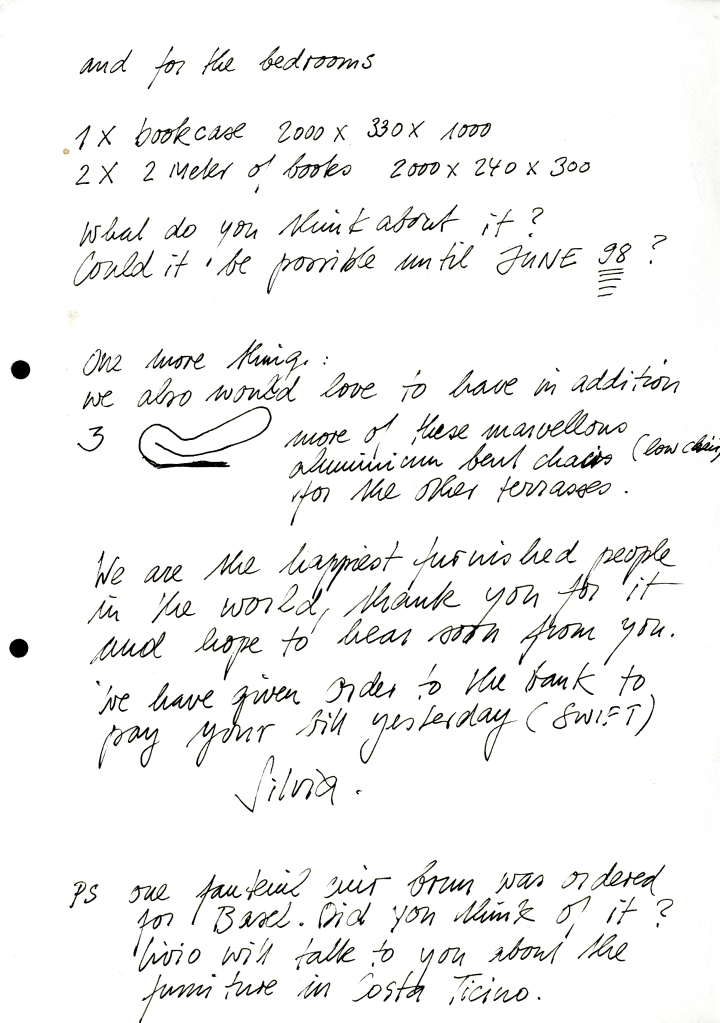 and for the bedrooms
1 X bookcase 2000 x 330 x 1000
2 X 2 Meter of books 2000 x 240 x 300
What do you think about it ?
Could it be possible until JUNE 98 ?
One more thing :
we also would love to have in addition
3 more of these marvellous
aluminium bent chairs (low chair
for the other terrasses .
We are the happiest furnished people
in the world, thank you for it
and hope to hear soon from you.
We have given order to the bank to
pay your bill yesterday (SWIFT)
Silvia .
PS one fauteuil cuir brun was ordered
for Basel. Did you think of it ?
Livio will talk to you about the
furniture in Costa Ticino .